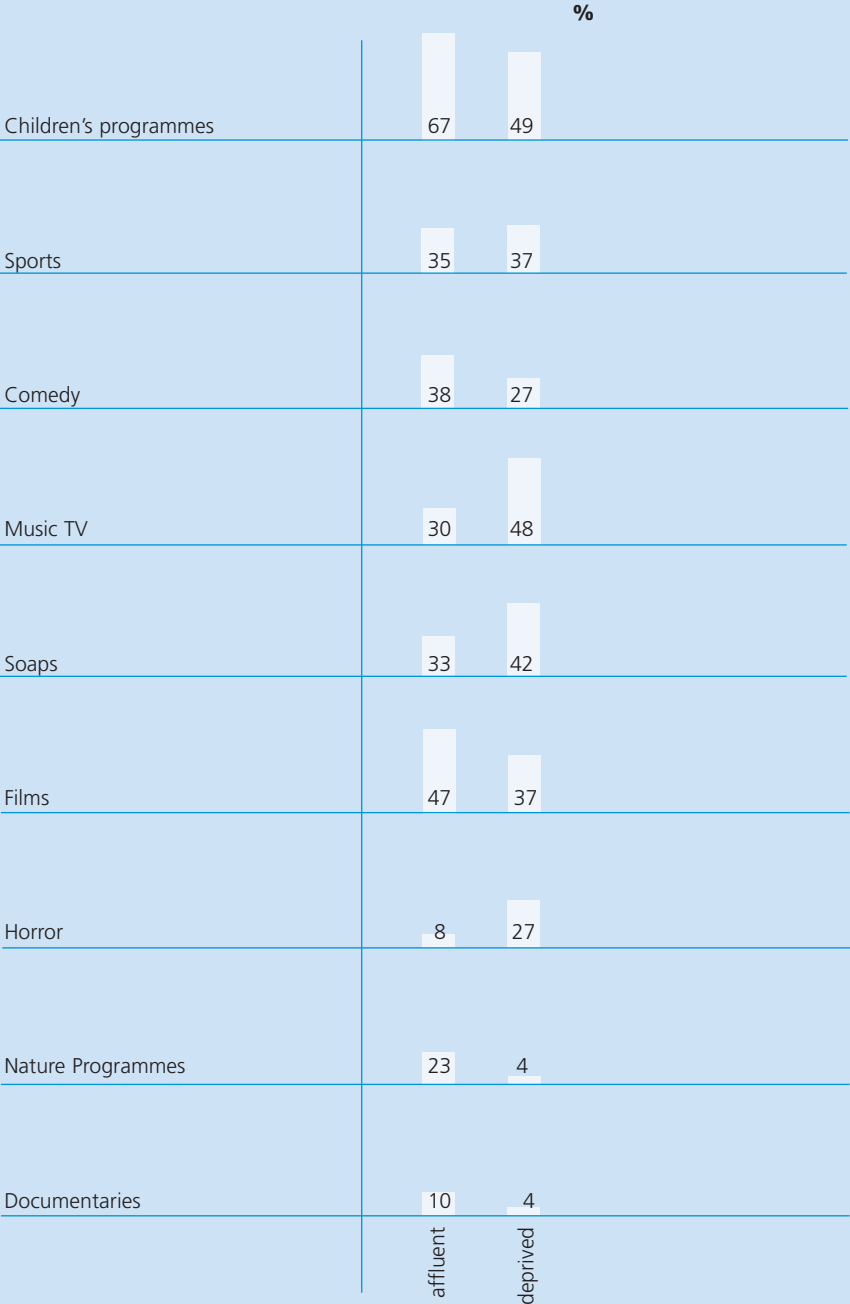 %
Children’s programmes 67 49
Sports 35 37
Comedy 38 27
Music TV 30 48
Soaps 33 42
Films 47 37
Horror 8 27
Nature Programmes 23 4
Documentaries 10 4
affluent deprived